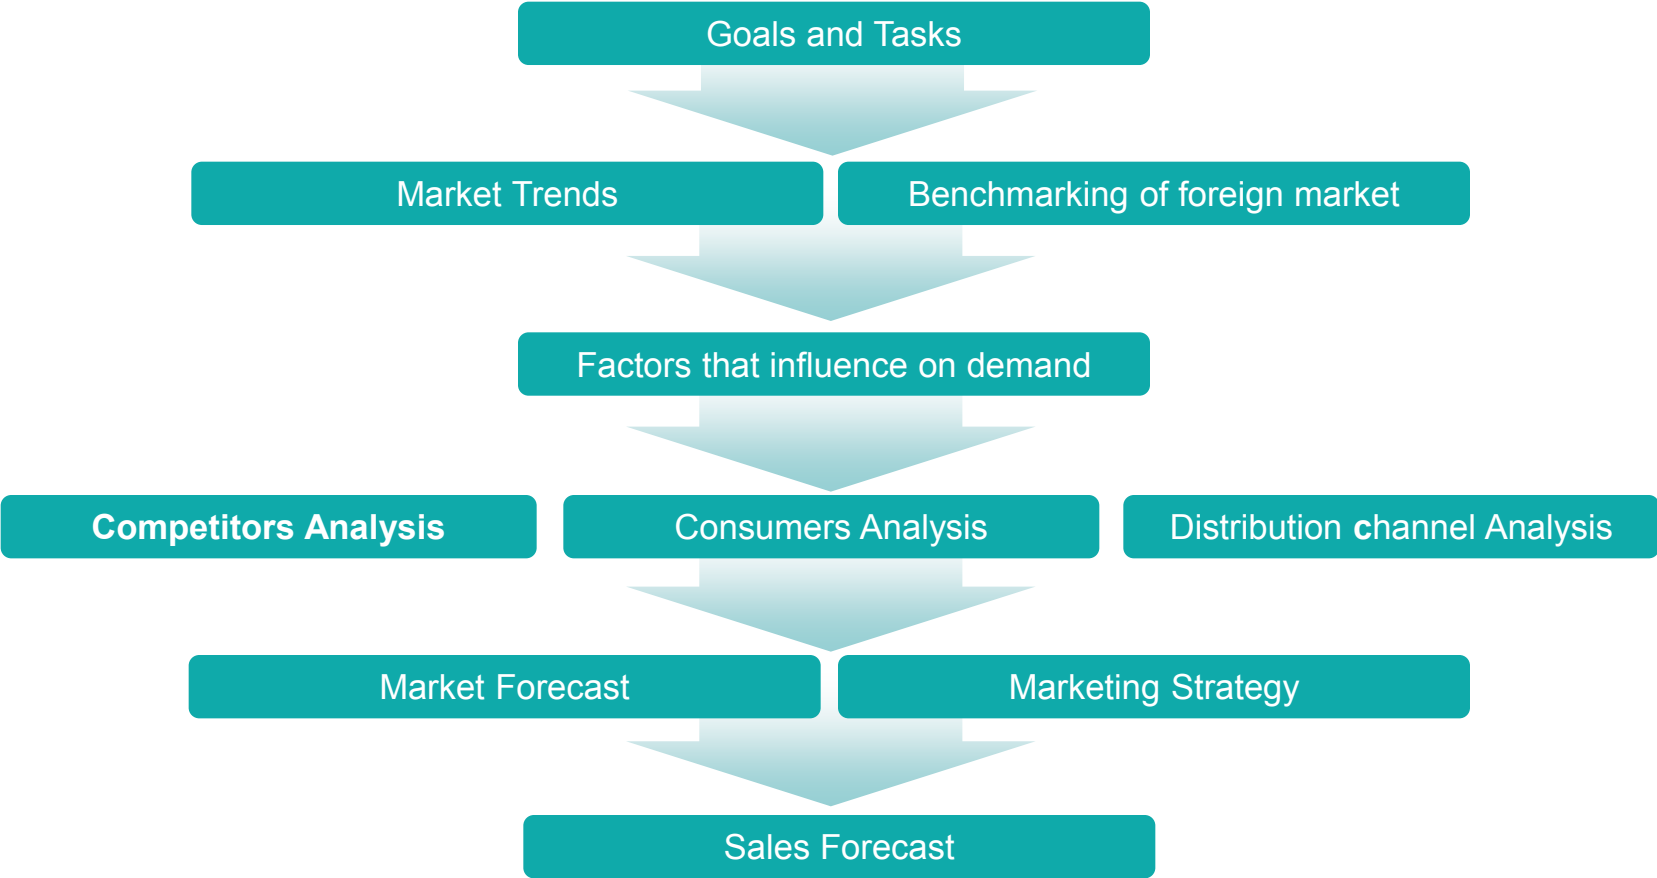 Goals and Tasks
Market Trends
Benchmarking of foreign market
Factors that influence on demand
Competitors Analysis
Consumers Analysis
Distribution channel Analysis
Market Forecast
Marketing Strategy
Sales Forecast